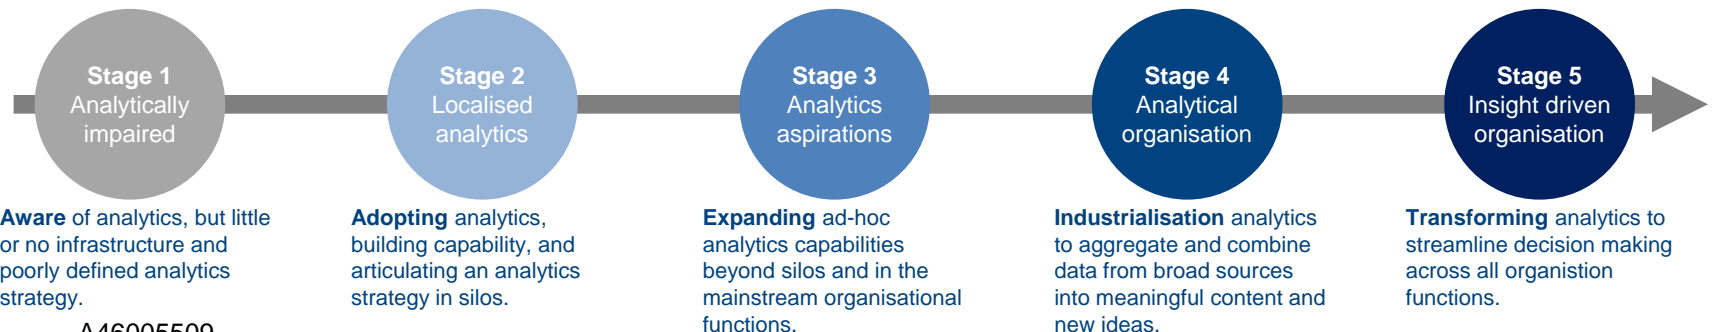 Stage 1
Analytically
impaired
Stage 2
Localised
analytics
Stage 3
Analytics
aspirations
Stage 4
Analytical
organisation
Stage 5
Insight driven
organisation
Aware of analytics, but little
or no infrastructure and
poorly defined analytics
strategy.
Adopting analytics,
building capability, and
articulating an analytics
strategy in silos.
Expanding ad-hoc
analytics capabilities
beyond silos and in the
mainstream organisational
functions.
Industrialisation analytics
to aggregate and combine
data from broad sources
into meaningful content and
new ideas.
Transforming analytics to
streamline decision making
across all organistion
functions.
A46005509